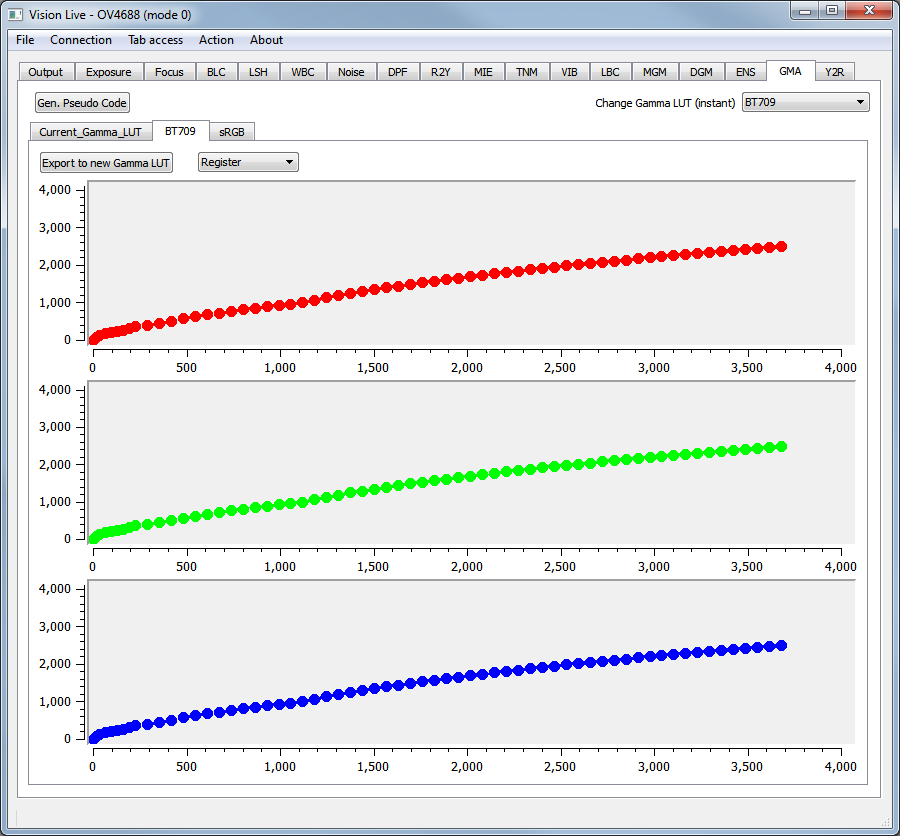 Vision Live - OV4688 (mode 0)
File Connection Tab access Action About
Output Exposure Focus BLC LSH WBC Noise DPF R2Y MIE TNM VIB LBC MGM DGM ENS GMA Y2R
Gen. Pseudo Code Change Gamma LUT (instant) BT709
Current_Gamma_LUT BT709 sRGB
Export to new Gamma LUT Register
4,000
3,000
2,000
1,000
0
0 500 1,000 1,500 2,000 2,500 3,000 3,500 4,000
4,000
3,000
2,000
1,000
0
0 500 1,000 1,500 2,000 2,500 3,000 3,500 4,000
4,000
3,000
2,000
1,000
0
0 500 1,000 1,500 2,000 2,500 3,000 3,500 4,000